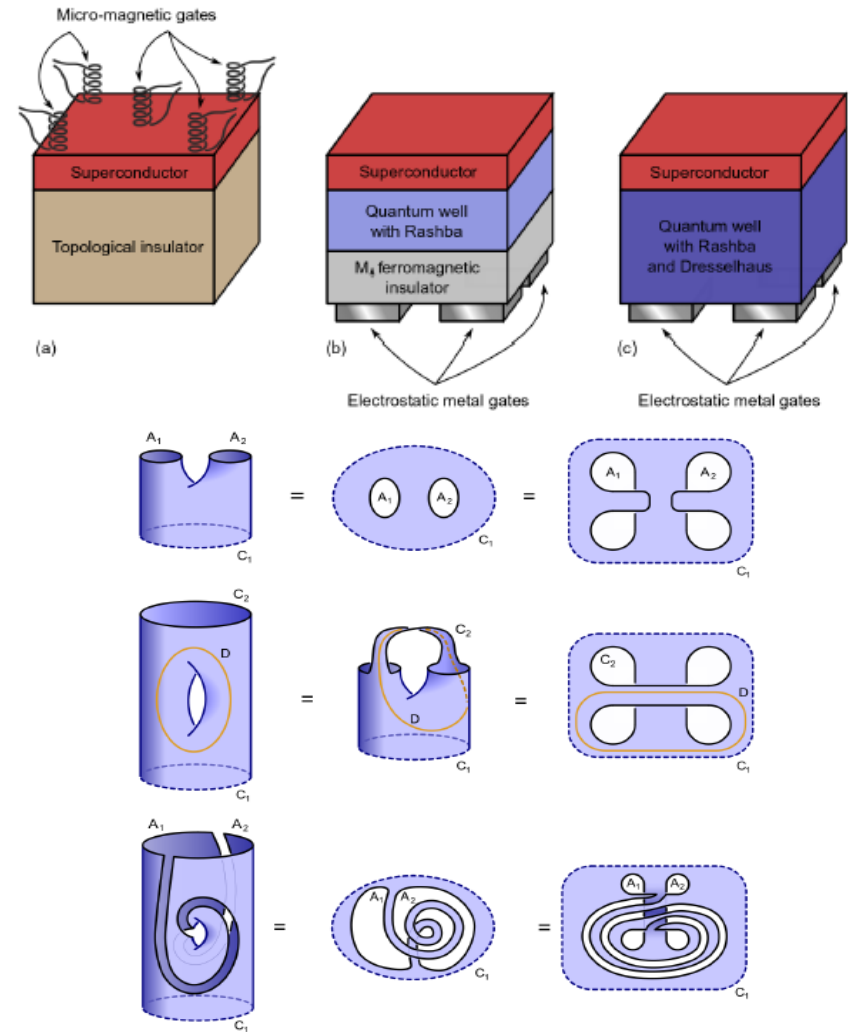 Micro-magnetic gates
Superconductor
Topological insulator
(a)
Superconductor
Quantum well
with Rashba
ferromagnetic
insulator
(b)
Superconductor
Quantum well
with Rashba
and Dresselhaus
(c)
Electrostatic metal gates
Electrostatic metal gates
A₁ A₂
C₁
=
A₁ A₂
C₁
=
A₁ A₂
C₁
C₂
D
C₁
=
C₂
D
C₁
=
C₂
D
C₁
A₁ A₂
C₁
=
A₁ A₂
C₁
=
A₁ A₂
C₁